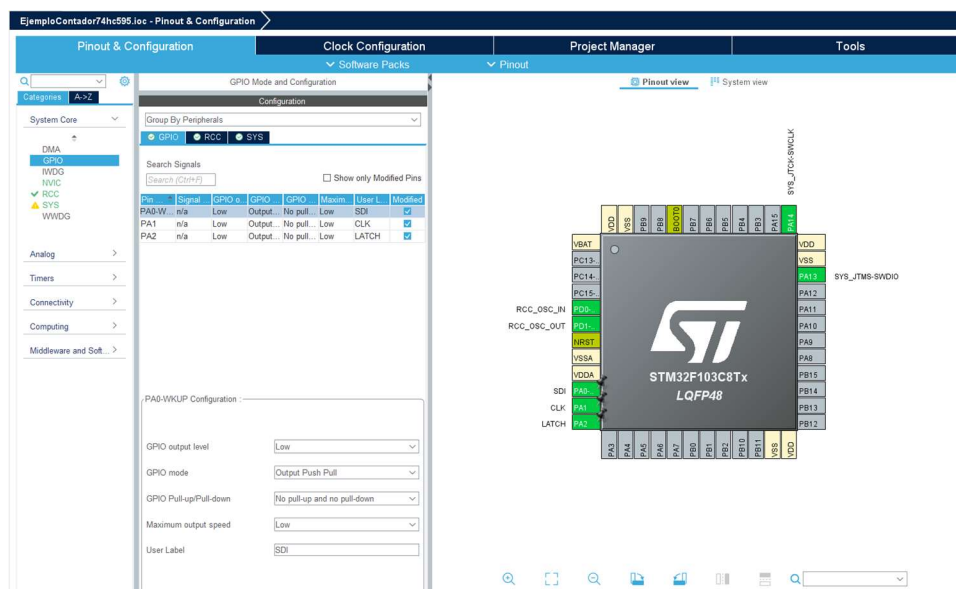 EjemploContador74hc595.ioc - Pinout & Configuration
Pinout & Configuration
Clock Configuration
Project Manager
Tools
Software Packs
Pinout
Categories
A->Z
System Core
DMA
GPIO
IWDG
NVIC
RCC
SYS
WWDG
Analog
Timers
Connectivity
Computing
Middleware and Soft...
GPIO Mode and Configuration
Configuration
Group By Peripherals
GPIO
RCC
SYS
Search Signals
Search (Ctrl+F)
Show only Modified Pins
Pin ... Signal ... GPIO o... GPIO ... GPIO ... Maxim... User L... Modified
PA0-W... n/a Low Output... No pull... Low SDI
PA1 n/a Low Output... No pull... Low CLK
PA2 n/a Low Output... No pull... Low LATCH
PA0-WKUP Configuration :
GPIO output level Low
GPIO mode Output Push Pull
GPIO Pull-up/Pull-down No pull-up and no pull-down
Maximum output speed Low
User Label SDI
Pinout view
System view
SYS_JTCK-SWCLK
VDD
VSS
PB9
PB8
BOOT0
PB7
PB6
PB5
PB4
PB3
PA15
PA14
VBAT
PC13-..
PC14-..
PC15-..
RCC_OSC_IN PD0-..
RCC_OSC_OUT PD1-..
NRST
VSSA
VDDA
SDI PA0-..
CLK PA1
LATCH PA2
VDD
VSS
PA13 SYS_JTMS-SWDIO
PA12
PA11
PA10
PA9
PA8
PB15
PB14
PB13
PB12
STM32F103C8Tx
LQFP48
PA3
PA4
PA5
PA6
PA7
PB0
PB1
PB2
PB10
PB11
VSS
VDD